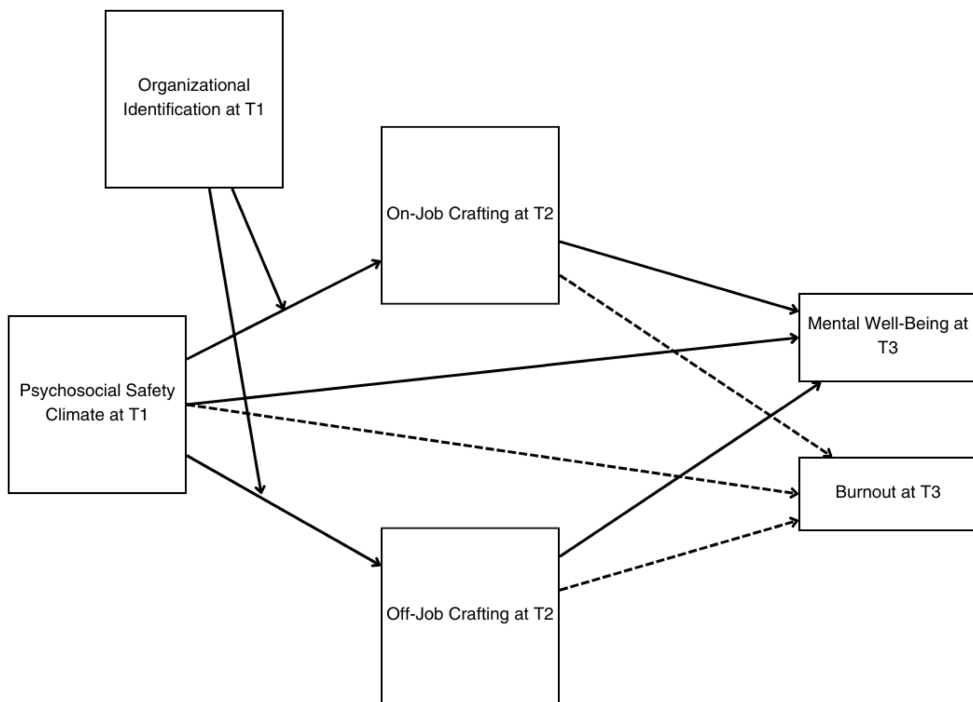 Organizational
Identification at T1
On-Job Crafting at T2
Mental Well-Being at
T3
Psychosocial Safety
Climate at T1
Burnout at T3
Off-Job Crafting at T2